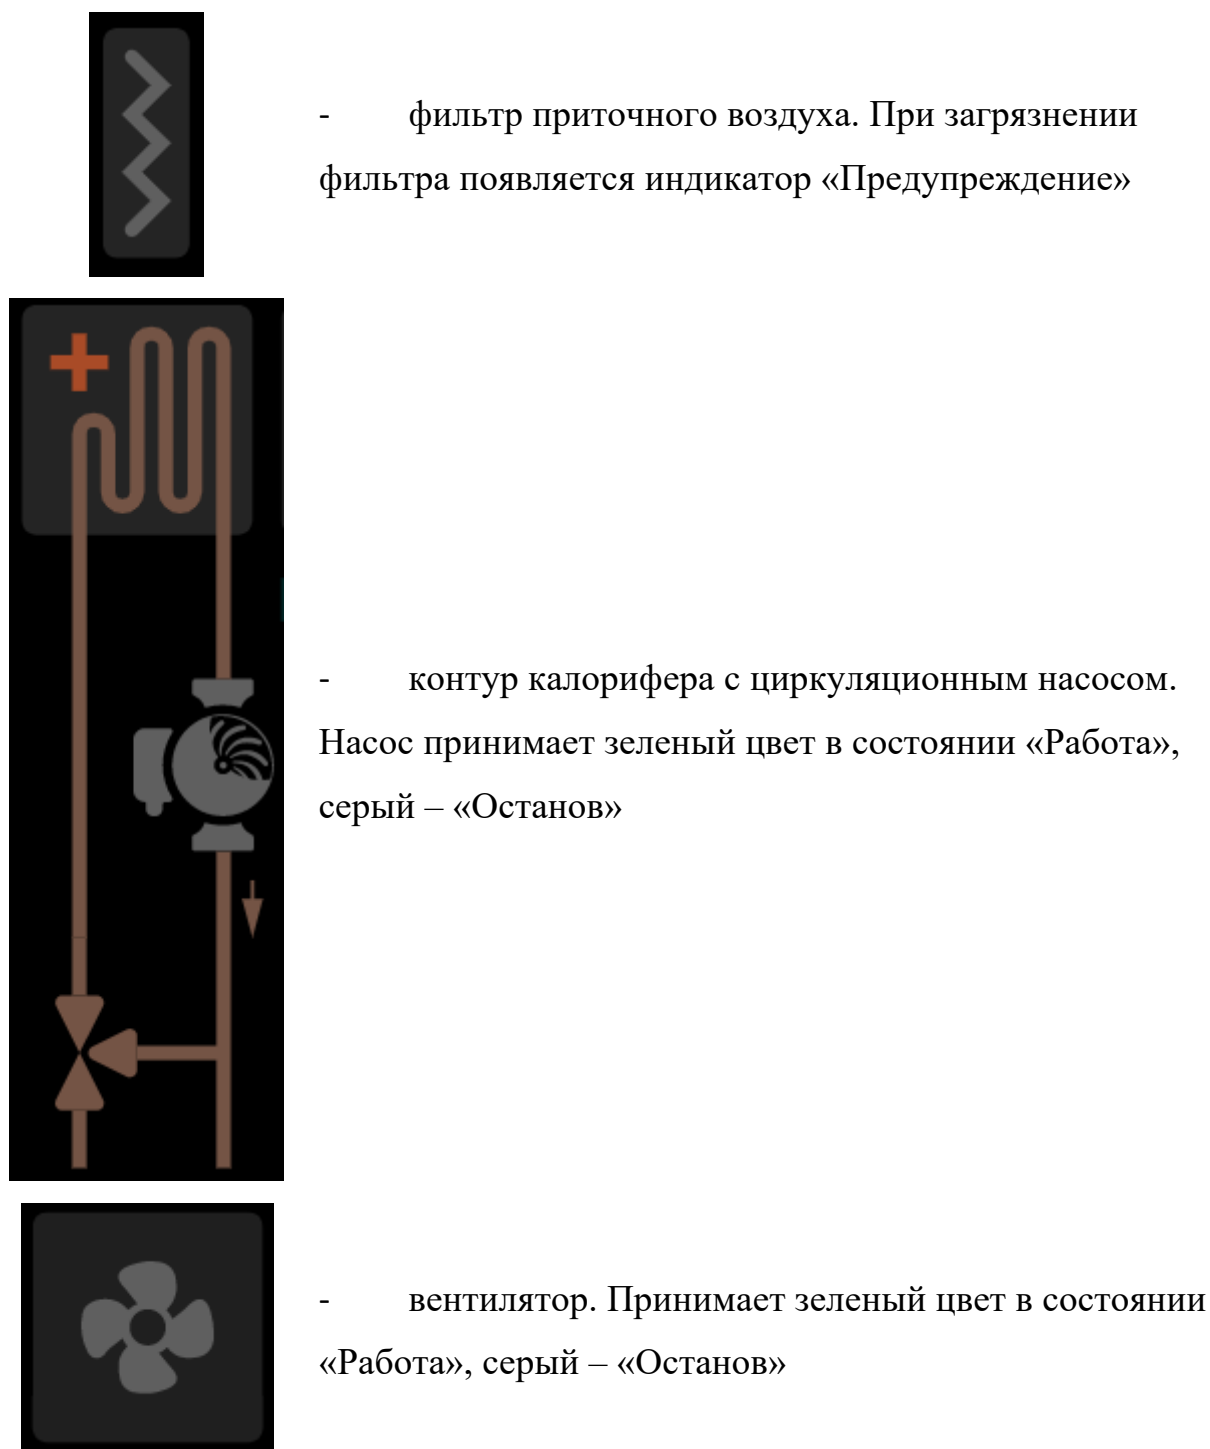 - фильтр приточного воздуха. При загрязнении
фильтра появляется индикатор «Предупреждение»
- контур калорифера с циркуляционным насосом.
Насос принимает зеленый цвет в состоянии «Работа»,
серый – «Останов»
- вентилятор. Принимает зеленый цвет в состоянии
«Работа», серый – «Останов»